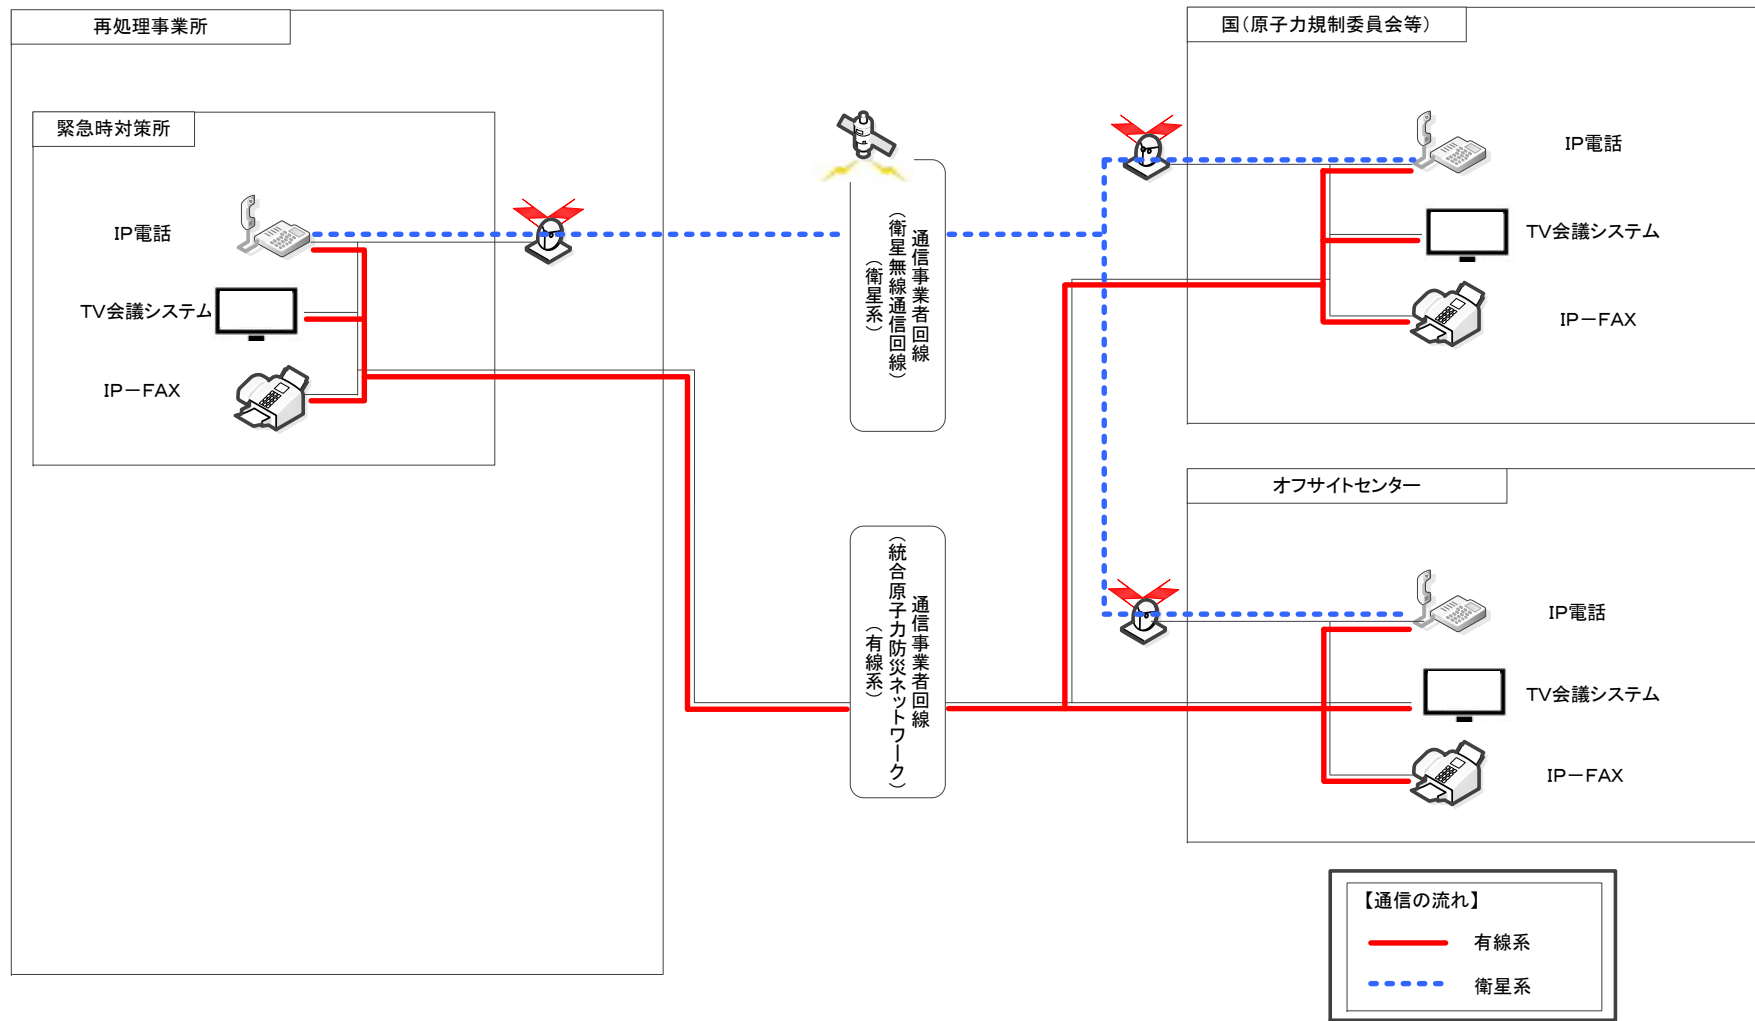 再処理事業所
緊急時対策所
IP電話
TV会議システム
IP-FAX
通信事業者回線
(衛星無線通信回線)
(衛星系)
通信事業者回線
(統合原子力防災ネットワーク)
(有線系)
国(原子力規制委員会等)
IP電話
TV会議システム
IP-FAX
オフサイトセンター
IP電話
TV会議システム
IP-FAX
【通信の流れ】
有線系
衛星系